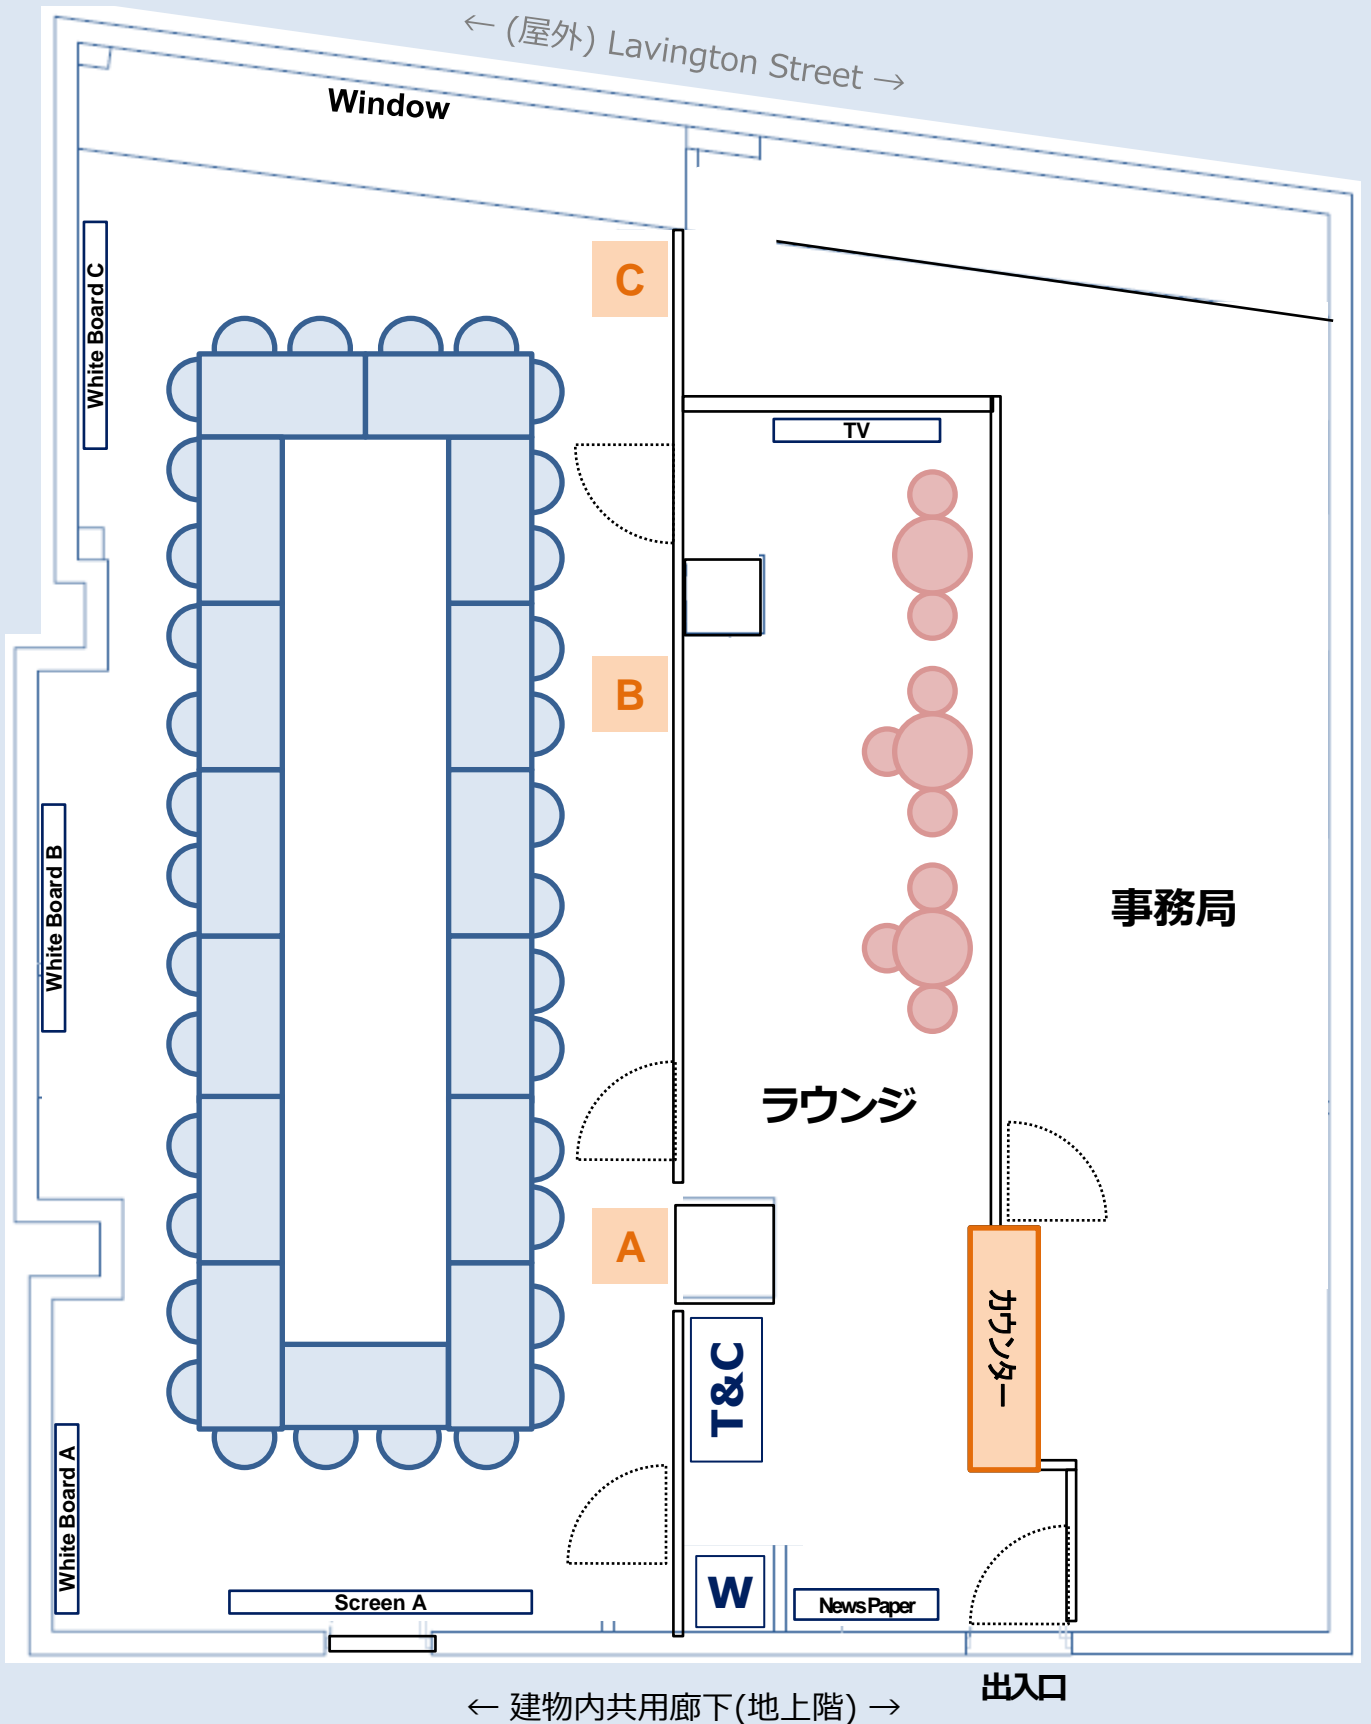 ← (屋外) Lavington Street →
Window
White Board C
C
TV
B
White Board B
事務局
ラウンジ
A
カウンター
T&C
White Board A
W
Screen A
News Paper
出入口
← 建物内共用廊下(地上階) →